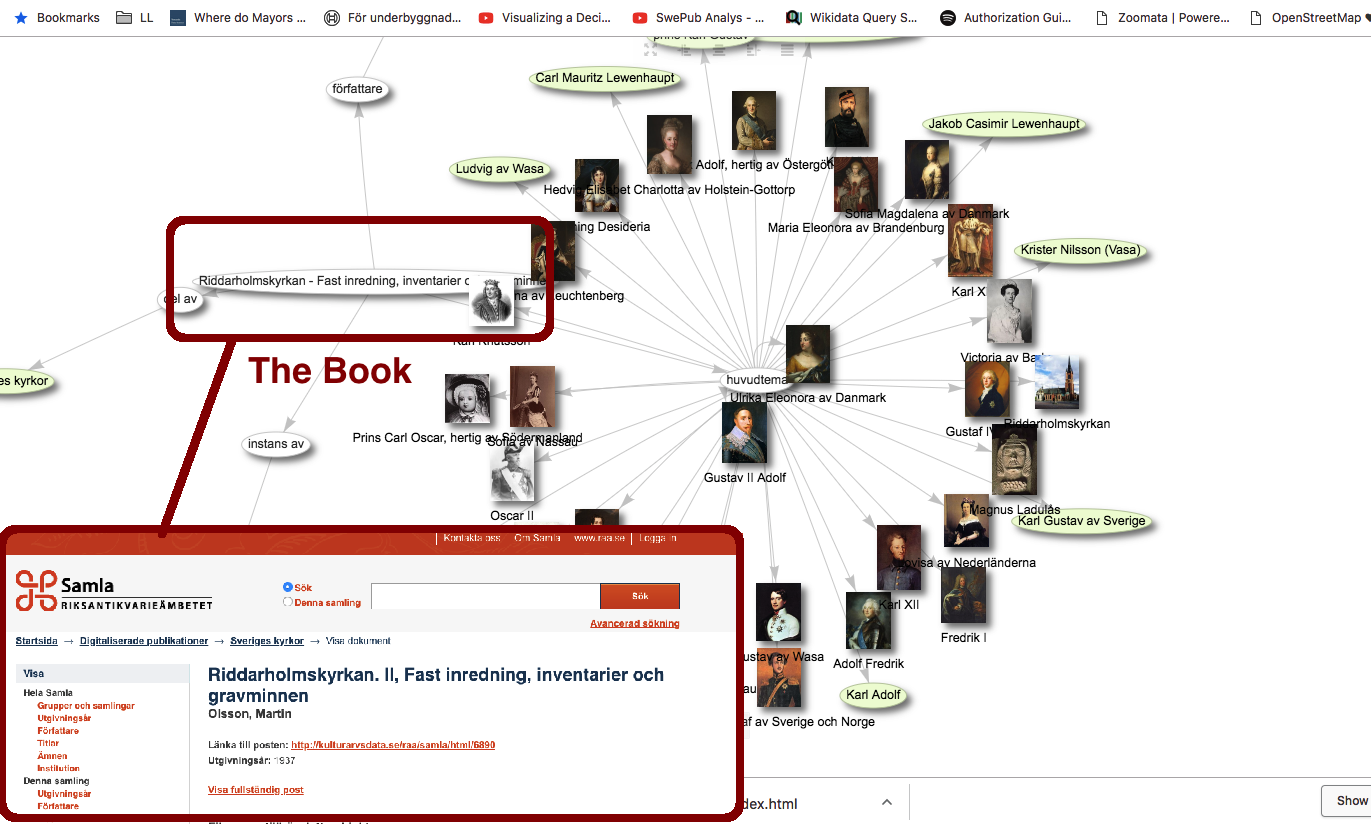 Bookmarks
LL
Where do Mayors ...
För underbyggnad...
Visualizing a Deci...
SwePub Analys - ...
Wikidata Query S...
Authorization Gui...
Zoomata | Powere...
OpenStreetMap
prins Karl Gustav
Carl Mauritz Lewenhaupt
författare
Jakob Casimir Lewenhaupt
Adolf, hertig av Östergötl
Ludvig av Wasa
Hedvig Elisabet Charlotta av Holstein-Gottorp
Sofia Magdalena av Danmark
ning Desideria
Maria Eleonora av Brandenburg
Krister Nilsson (Vasa)
Riddarholmskyrkan - Fast inredning, inventarier
Karl X
del av
na av Leuchtenberg
Karl Knutsson
Victoria av Ba
The Book
es kyrkor
huvudtema
Ulrika Eleonora av Danmark
Riddarholmskyrkan
Gustaf IV
Prins Carl Oscar, hertig av Södermanland
Sofia av Nassau
instans av
Gustav II Adolf
Oscar II
Magnus Ladulås
Karl Gustav av Sverige
ovisa av Nederländerna
Karl XII
Fredrik I
ustav av Wasa
Adolf Fredrik
Karl Adolf
af av Sverige och Norge
Kontakta oss
Om Samla
www.raa.se
Logga in
Samla
RIKSANTIKVARIEÄMBETET
Sök
Denna samling
Sök
Avancerad sökning
Startsida → Digitaliserade publikationer → Sveriges kyrkor → Visa dokument
Visa
Hela Samla
Grupper och samlingar
Utgivningsår
Författare
Titlar
Ämnen
Institution
Denna samling
Utgivningsår
Författare
Riddarholmskyrkan. II, Fast inredning, inventarier och
gravminnen
Olsson, Martin
Länka till posten: http://kulturarvsdata.se/raa/samla/html/6890
Utgivningsår: 1937
Visa fullständig post
dex.html
Show